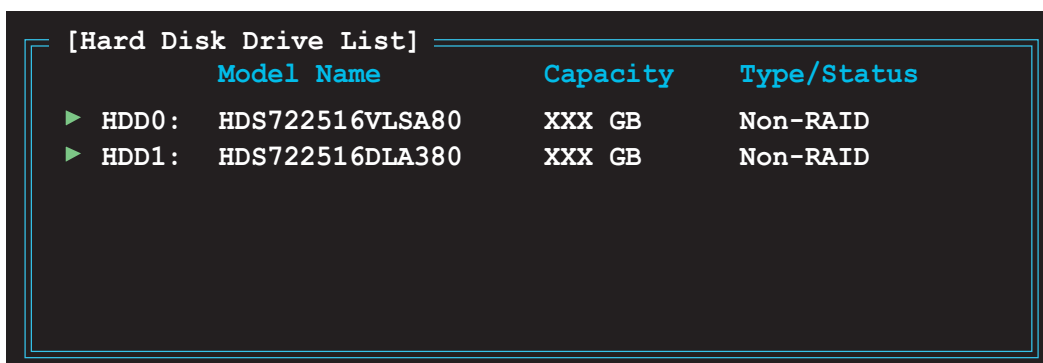 [Hard Disk Drive List]
Model Name Capacity Type/Status
HDD0: HDS722516VLSA80 XXX GB Non-RAID
HDD1: HDS722516DLA380 XXX GB Non-RAID